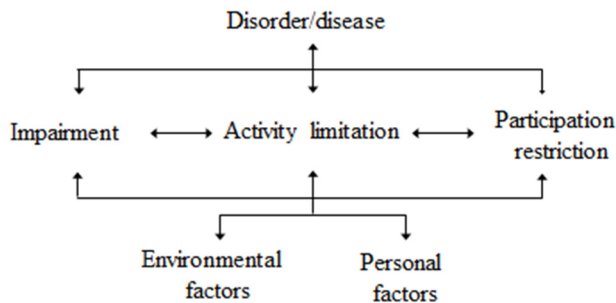 Disorder/disease
Impairment
Activity limitation
Participation
restriction
Environmental
factors
Personal
factors